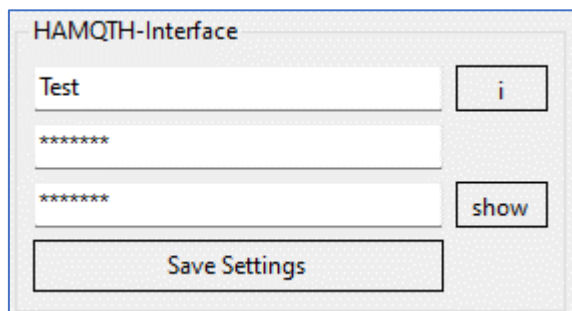 HAMQTH-Interface
Test
i
*******
*******
show
Save Settings